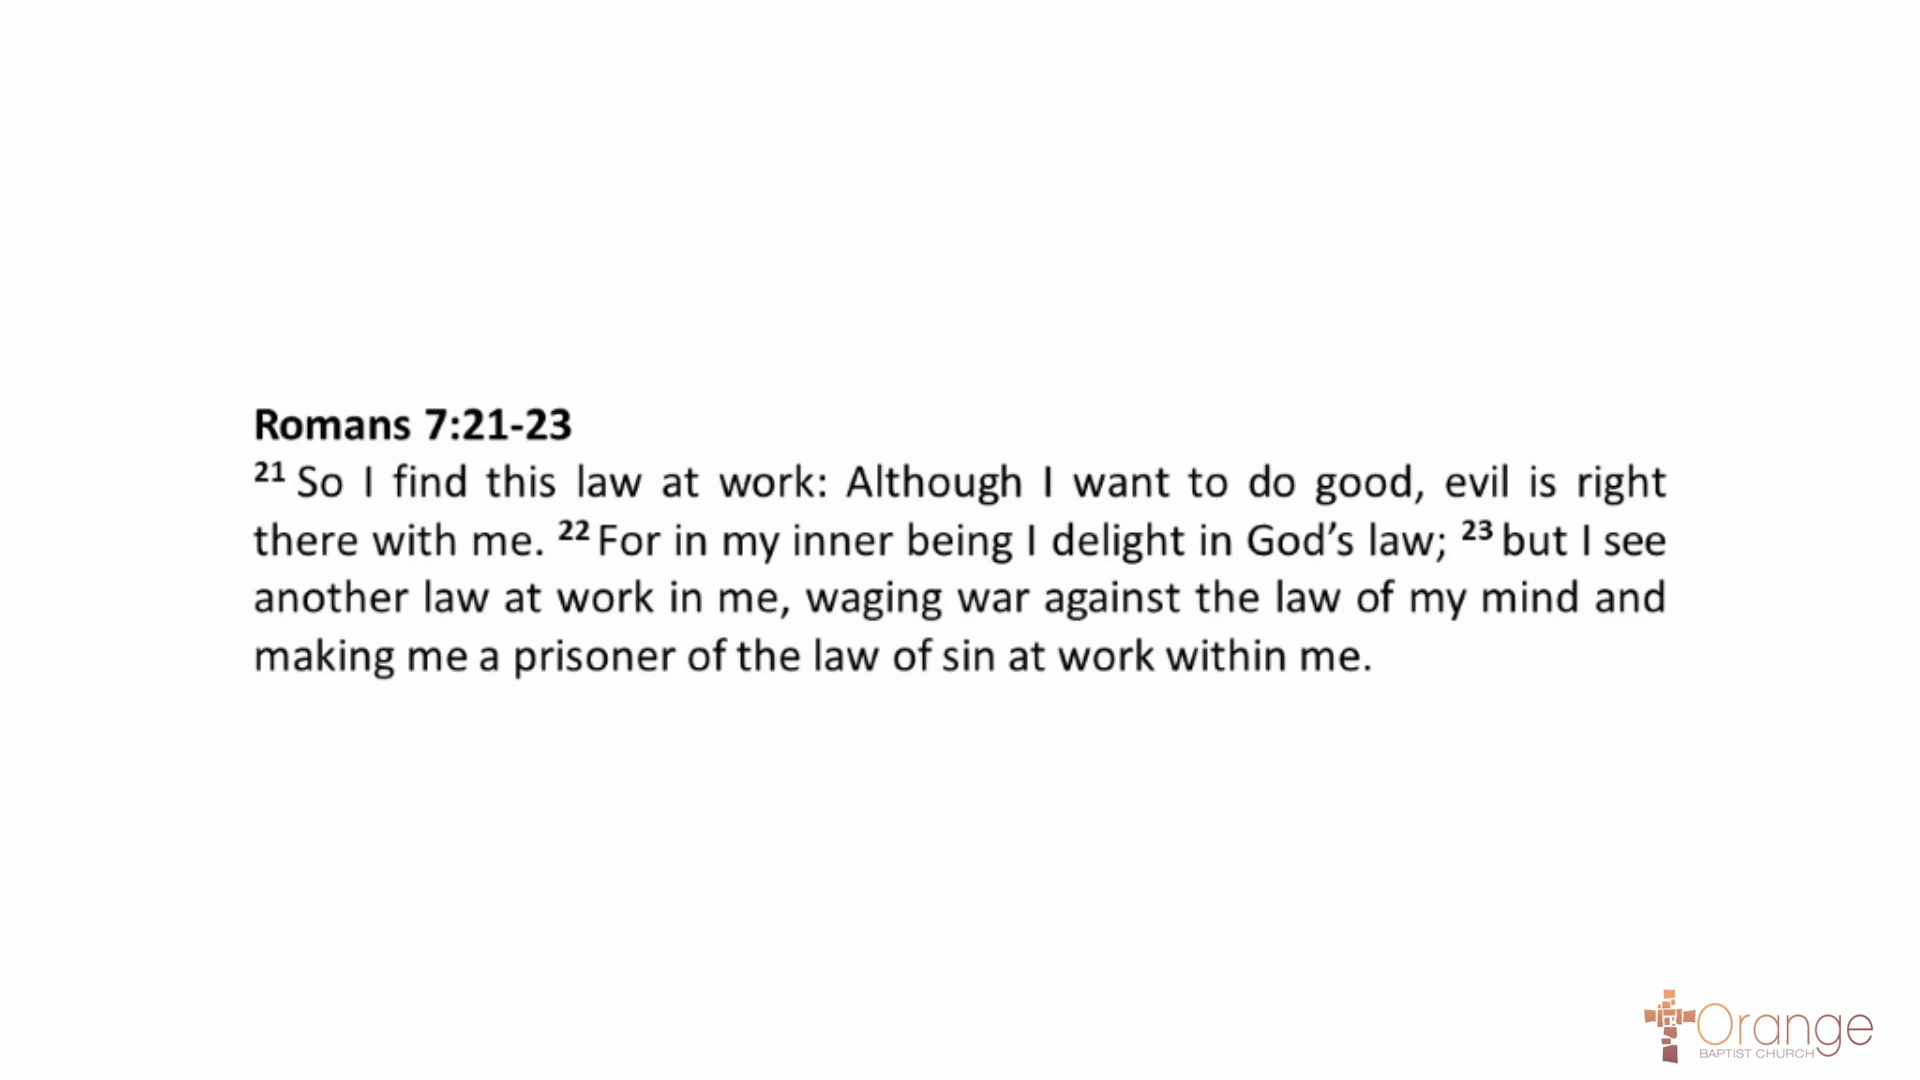 Romans 7:21-23
21 So I find this law at work: Although I want to do good, evil is right
there with me. 22 For in my inner being I delight in God’s law; 23 but I see
another law at work in me, waging war against the law of my mind and
making me a prisoner of the law of sin at work within me.
Orange
BAPTIST CHURCH